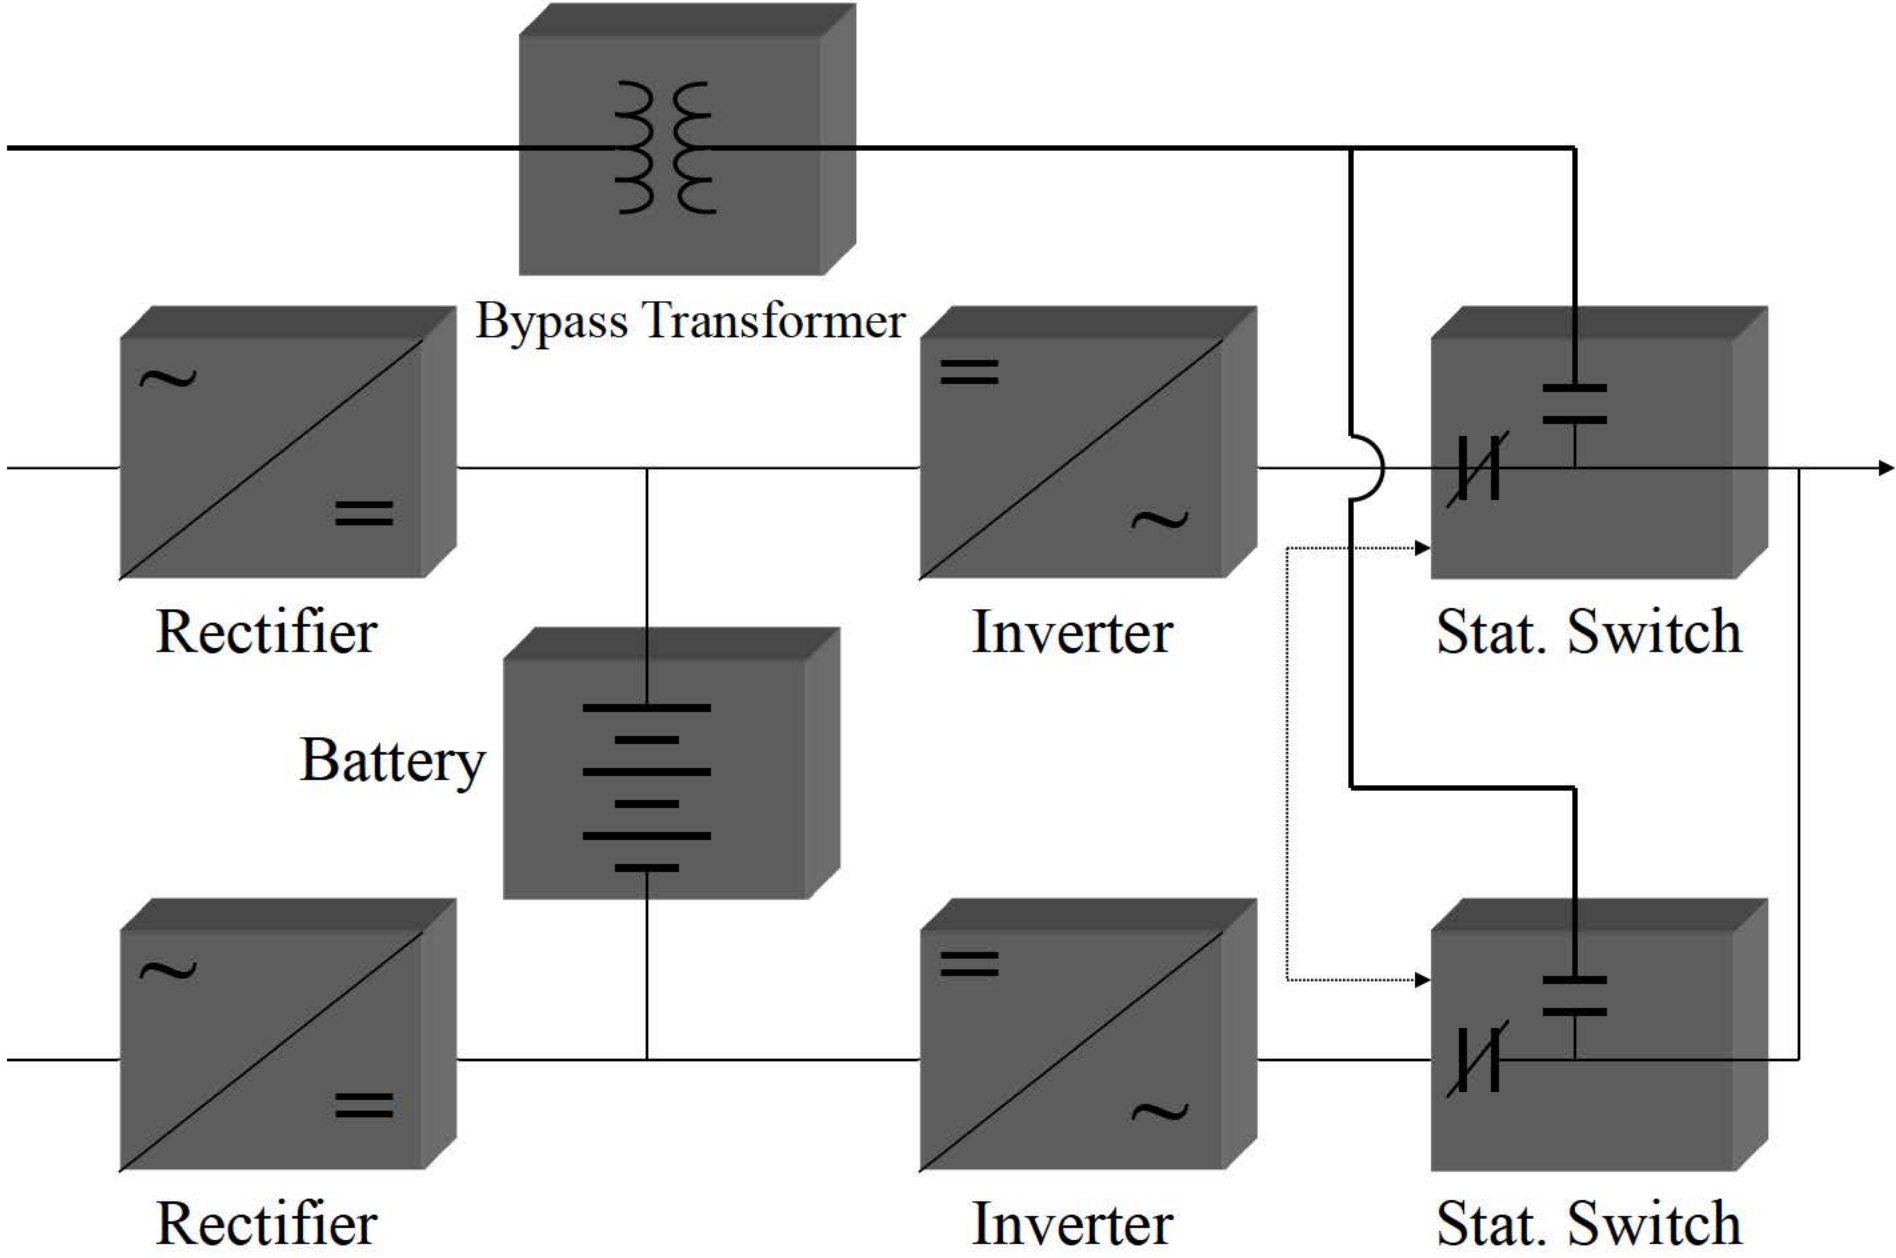 Bypass Transformer
Rectifier
Inverter
Stat. Switch
Battery
Rectifier
Inverter
Stat. Switch